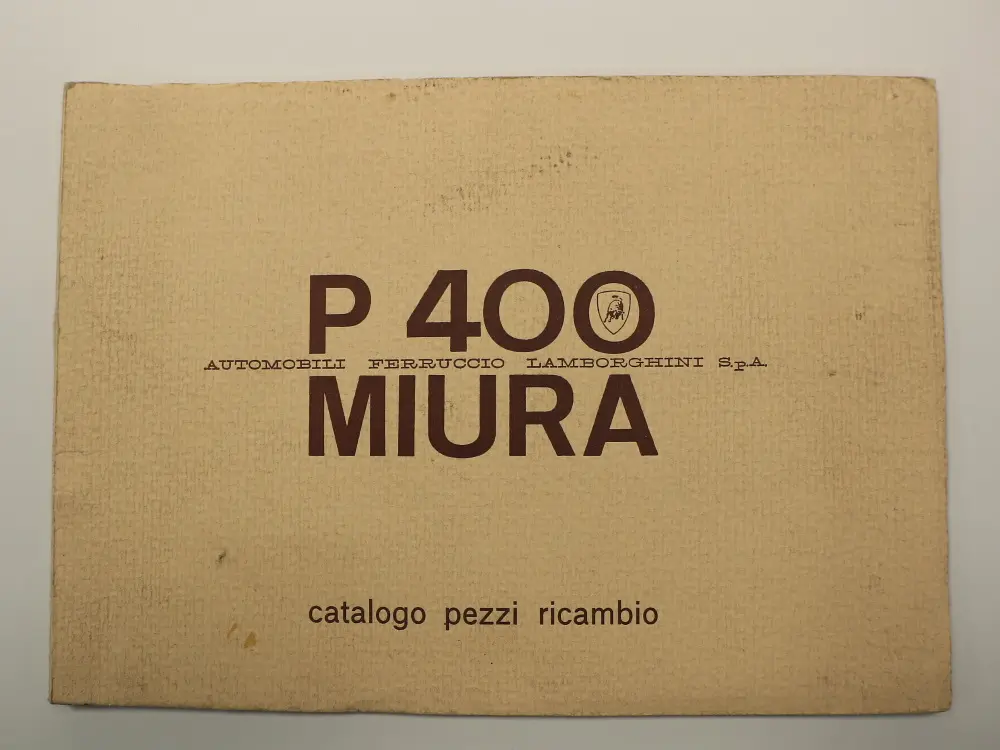 P 400
AUTOMOBILI FERRUCCIO LAMBORGHINI S.p.A.
MIURA
catalogo pezzi ricambio